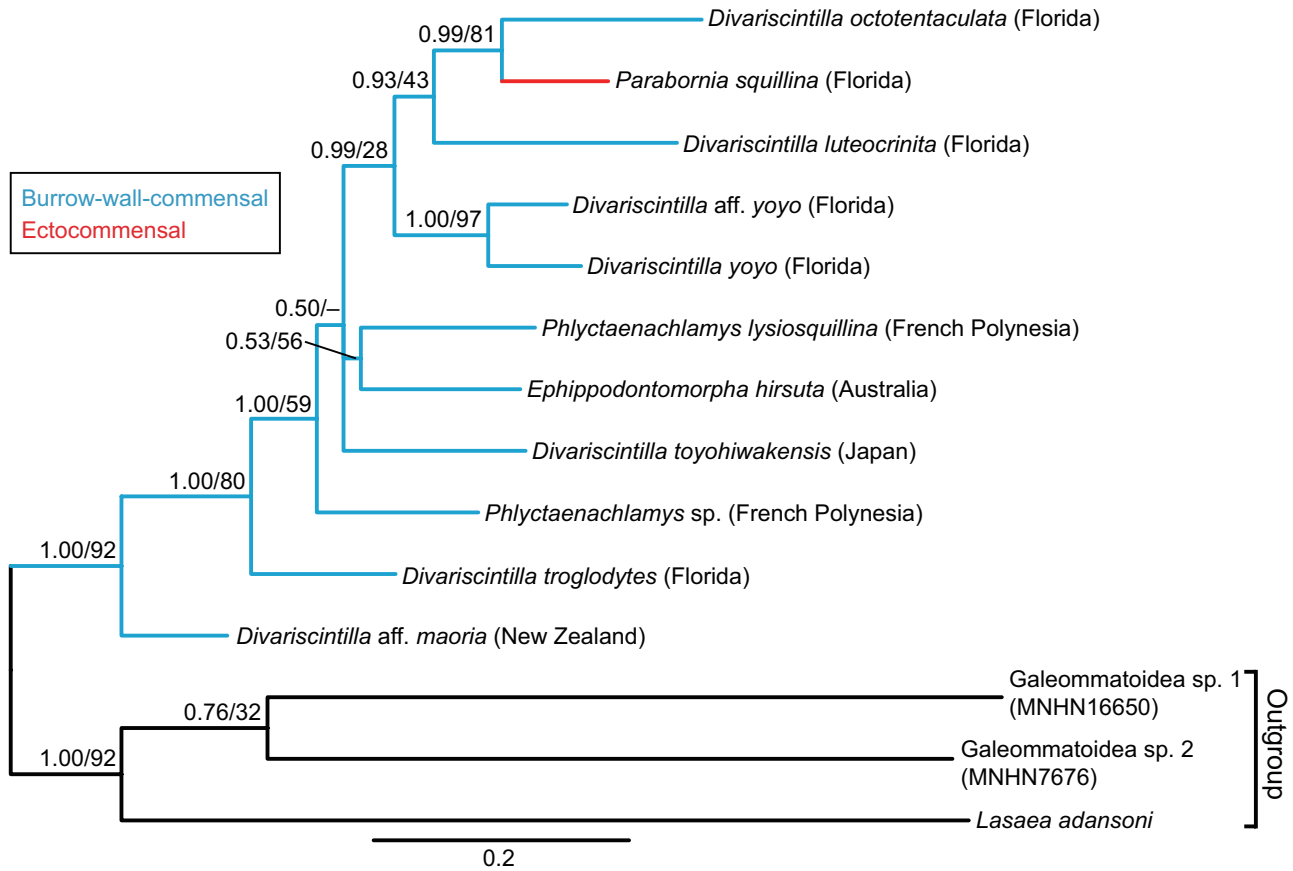 Divariscintilla octotentaculata (Florida)
0.99/81
Parabornia squillina (Florida)
0.93/43
Divariscintilla luteocrinita (Florida)
0.99/28
Burrow-wall-commensal
Ectocommensal
Divariscintilla aff. yoyo (Florida)
1.00/97
Divariscintilla yoyo (Florida)
0.50/–
Phlyctaenachlamys lysiosquillina (French Polynesia)
0.53/56
Ephippodontomorpha hirsuta (Australia)
1.00/59
Divariscintilla toyohiwakensis (Japan)
1.00/80
Phlyctaenachlamys sp. (French Polynesia)
1.00/92
Divariscintilla troglodytes (Florida)
Divariscintilla aff. maoria (New Zealand)
Galeommatoidea sp. 1
(MNHN16650)
0.76/32
Galeommatoidea sp. 2
(MNHN7676)
1.00/92
Lasaea adansoni
Outgroup
0.2